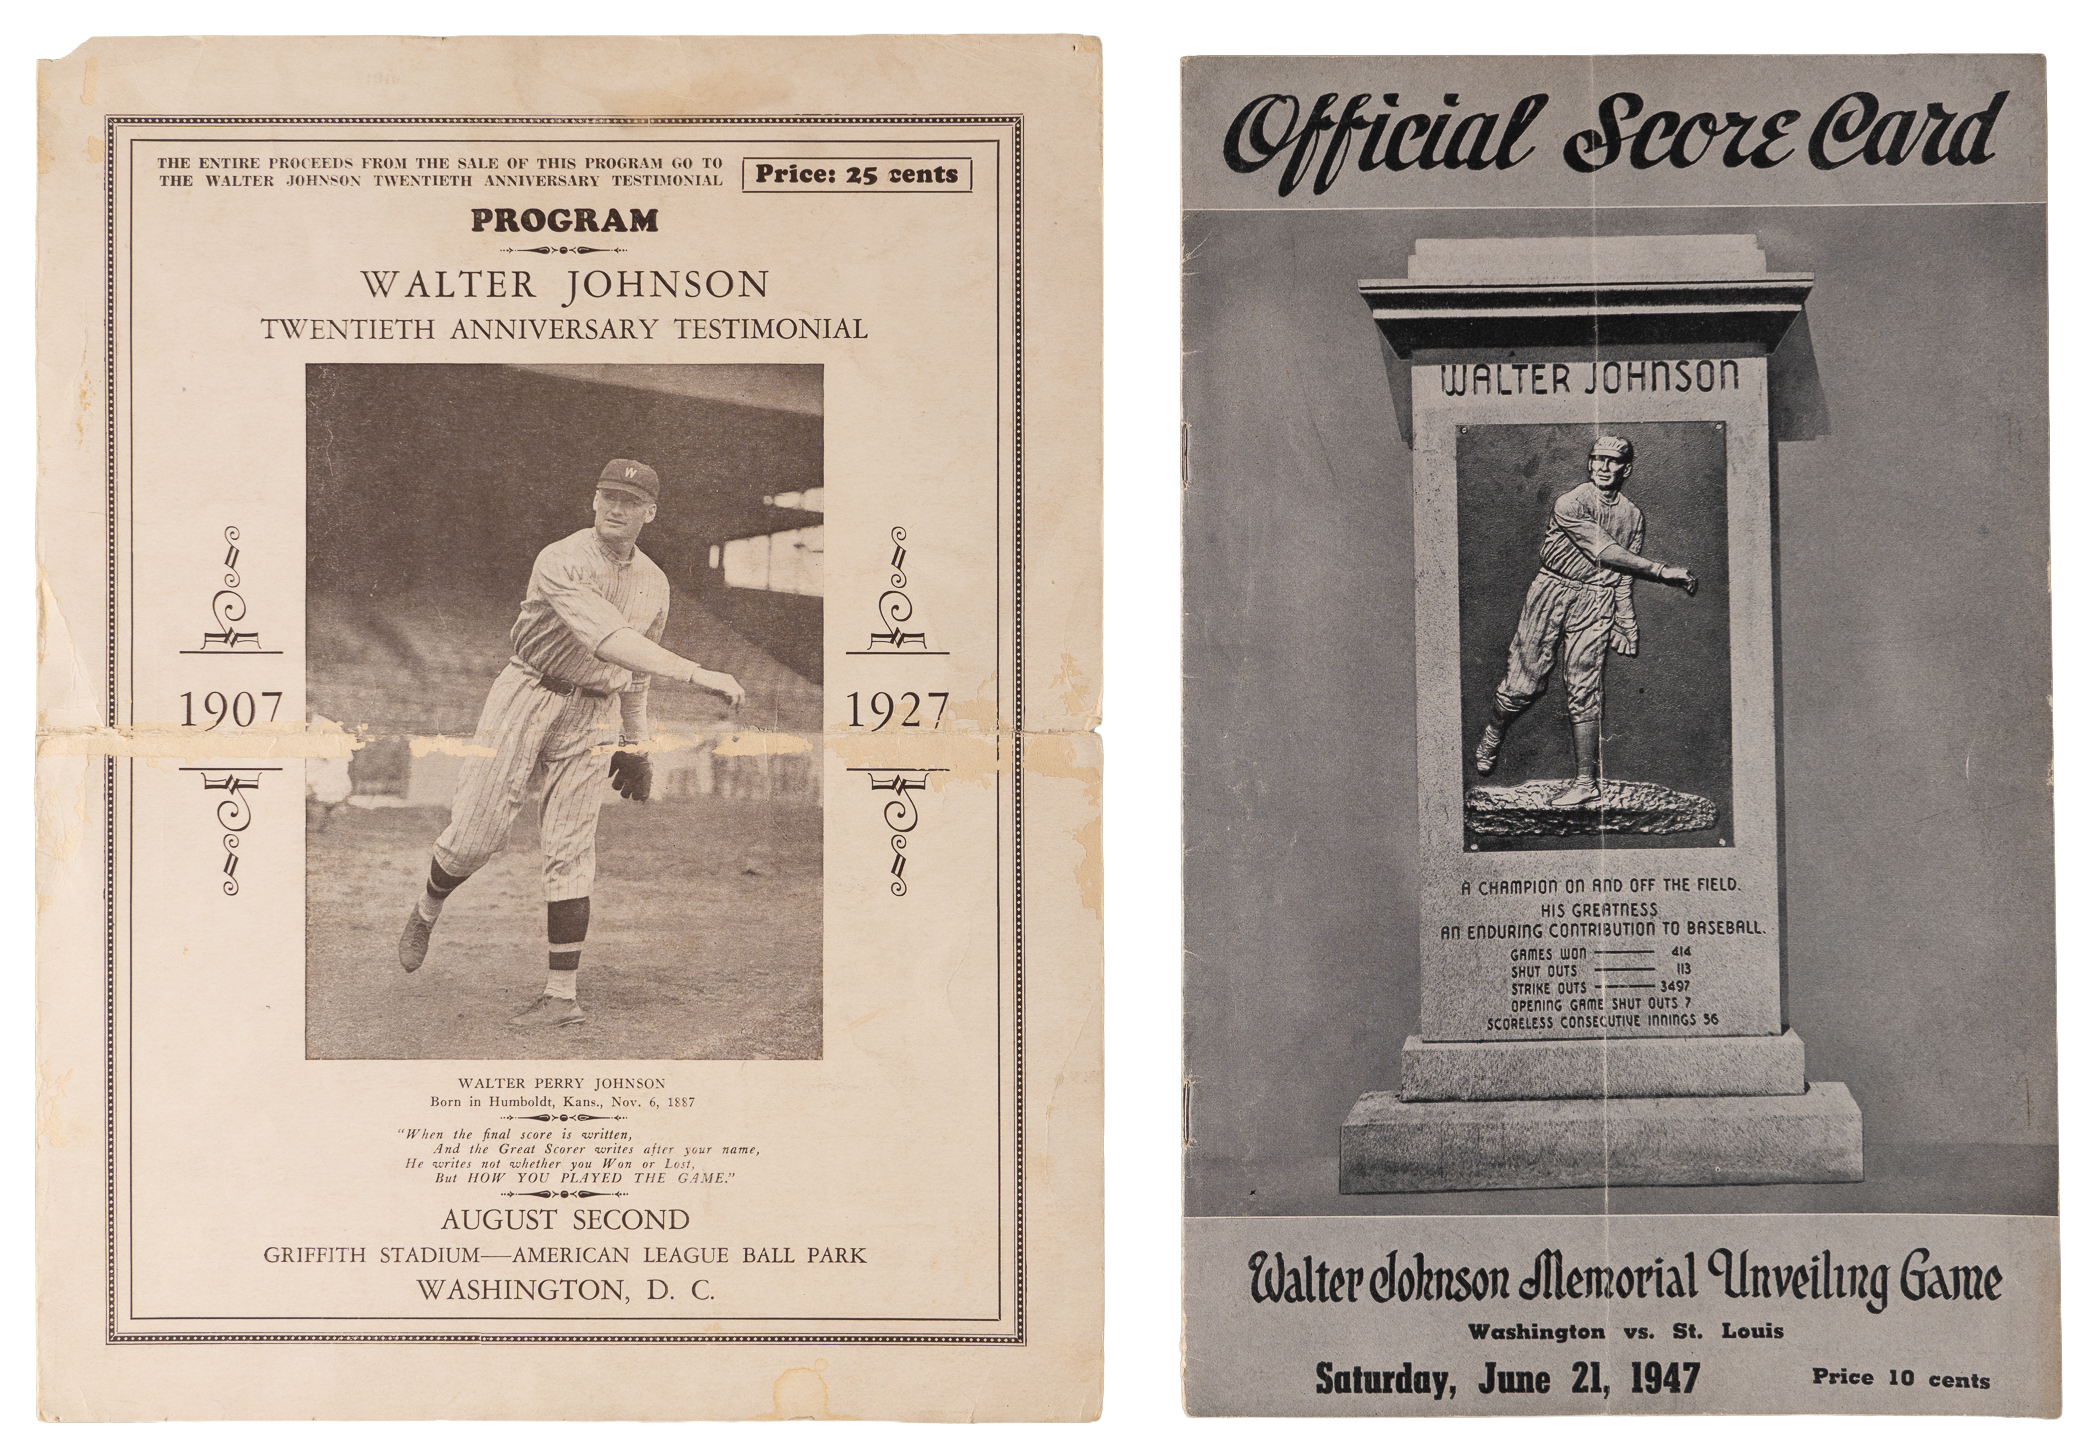 THE ENTIRE PROCEEDS FROM THE SALE OF THIS PROGRAM GO TO
THE WALTER JOHNSON TWENTIETH ANNIVERSARY TESTIMONIAL
Price: 25 cents
PROGRAM
WALTER JOHNSON
TWENTIETH ANNIVERSARY TESTIMONIAL
W
W
1907
1927
WALTER PERRY JOHNSON
Born in Humboldt, Kans., Nov. 6, 1887
"When the final score is written,
And the Great Scorer writes after your name,
He writes not whether you Won or Lost,
But HOW YOU PLAYED THE GAME."
AUGUST SECOND
GRIFFITH STADIUM—AMERICAN LEAGUE BALL PARK
WASHINGTON, D. C.
Official Score Card
WALTER JOHNSON
A CHAMPION ON AND OFF THE FIELD.
HIS GREATNESS
AN ENDURING CONTRIBUTION TO BASEBALL.
GAMES WON — 414
SHUT OUTS — 113
STRIKE OUTS — 3497
OPENING GAME SHUT OUTS 7
SCORELESS CONSECUTIVE INNINGS 56
Walter Johnson Memorial Unveiling Game
Washington vs. St. Louis
Saturday, June 21, 1947
Price 10 cents